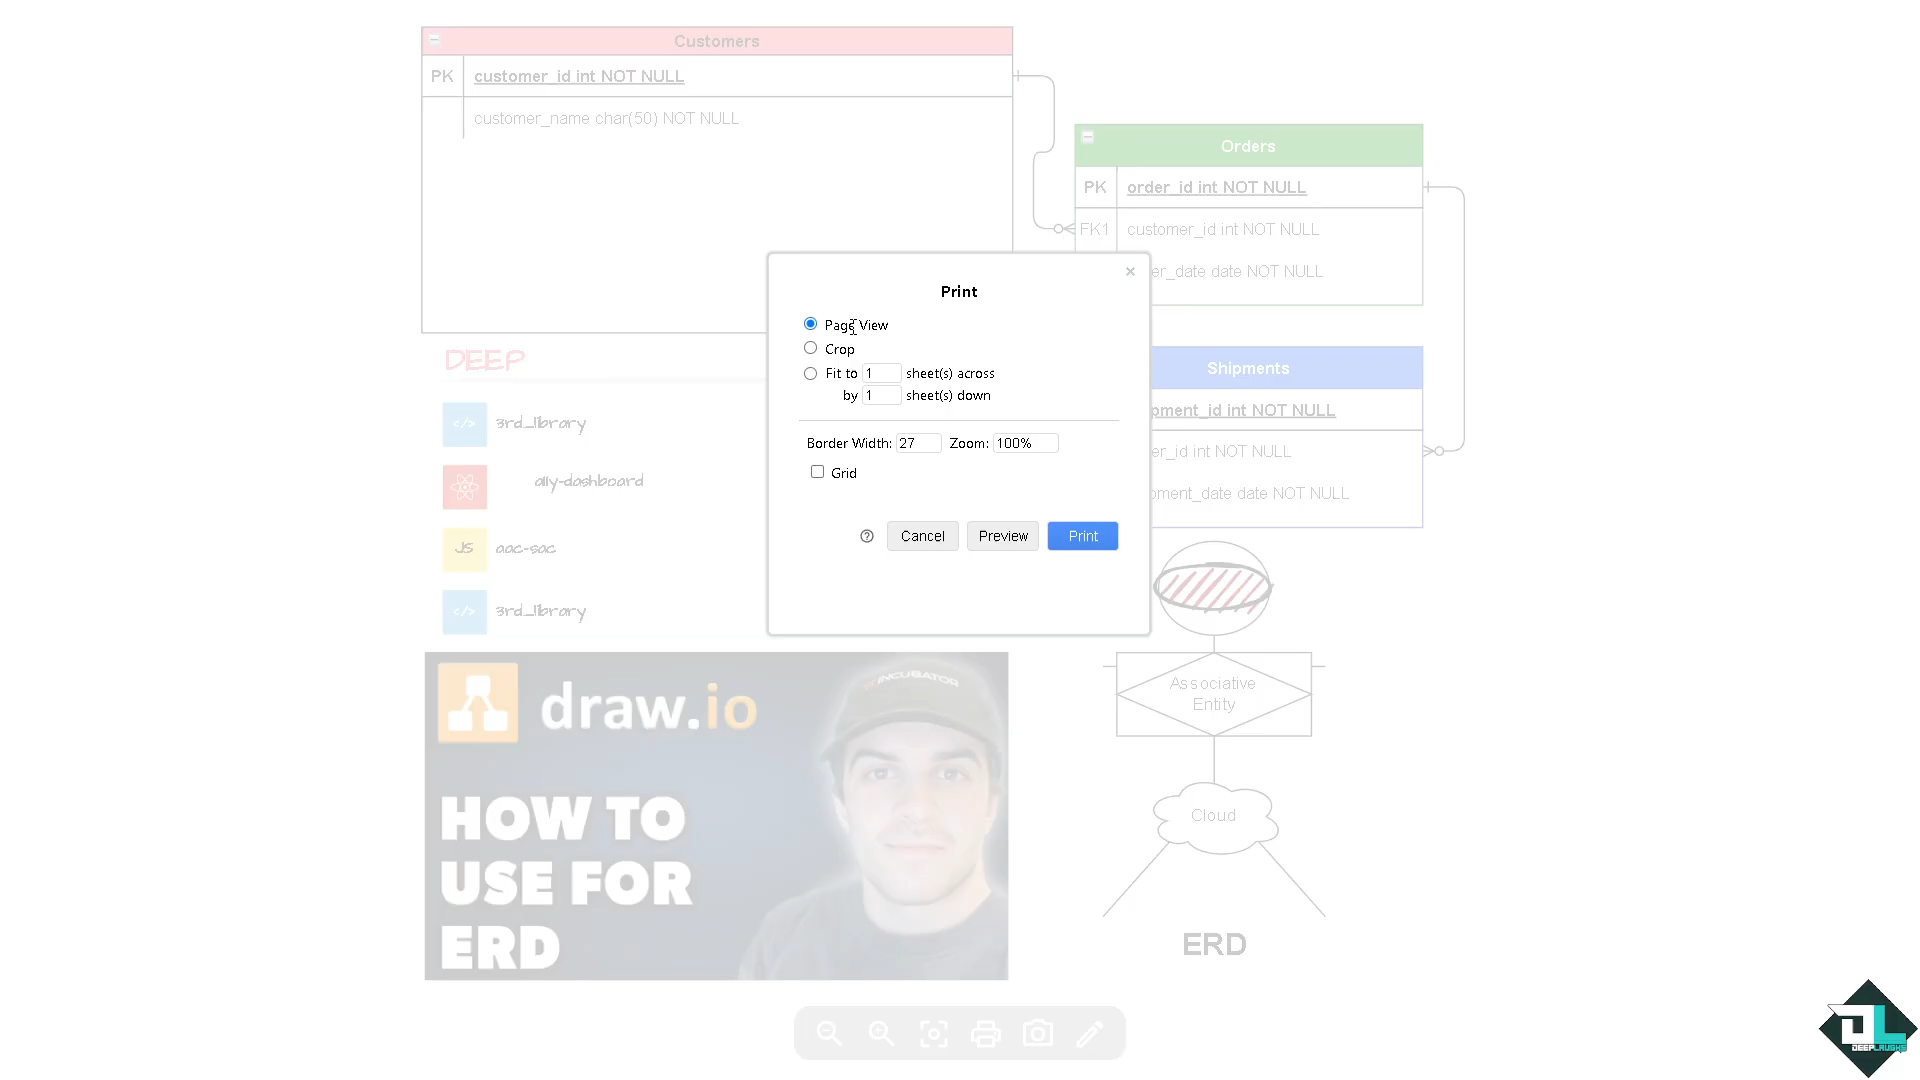 Customers
PK customer_id int NOT NULL
customer_name char(50) NOT NULL
Orders
PK order_id int NOT NULL
FK1 customer_id int NOT NULL
er_date date NOT NULL
Print
Page View
Crop
Fit to 1 sheet(s) across
by 1 sheet(s) down
Border Width: 27 Zoom: 100%
Grid
Cancel Preview Print
Shipments
pment_id int NOT NULL
er_id int NOT NULL
pment_date date NOT NULL
DEEP
</> 3rd_library
a11y-dashboard
JS aac-sac
</> 3rd_library
draw.io
INCUBATOR
HOW TO
USE FOR
ERD
Associative
Entity
Cloud
ERD
JL
DEEPLAUGHS